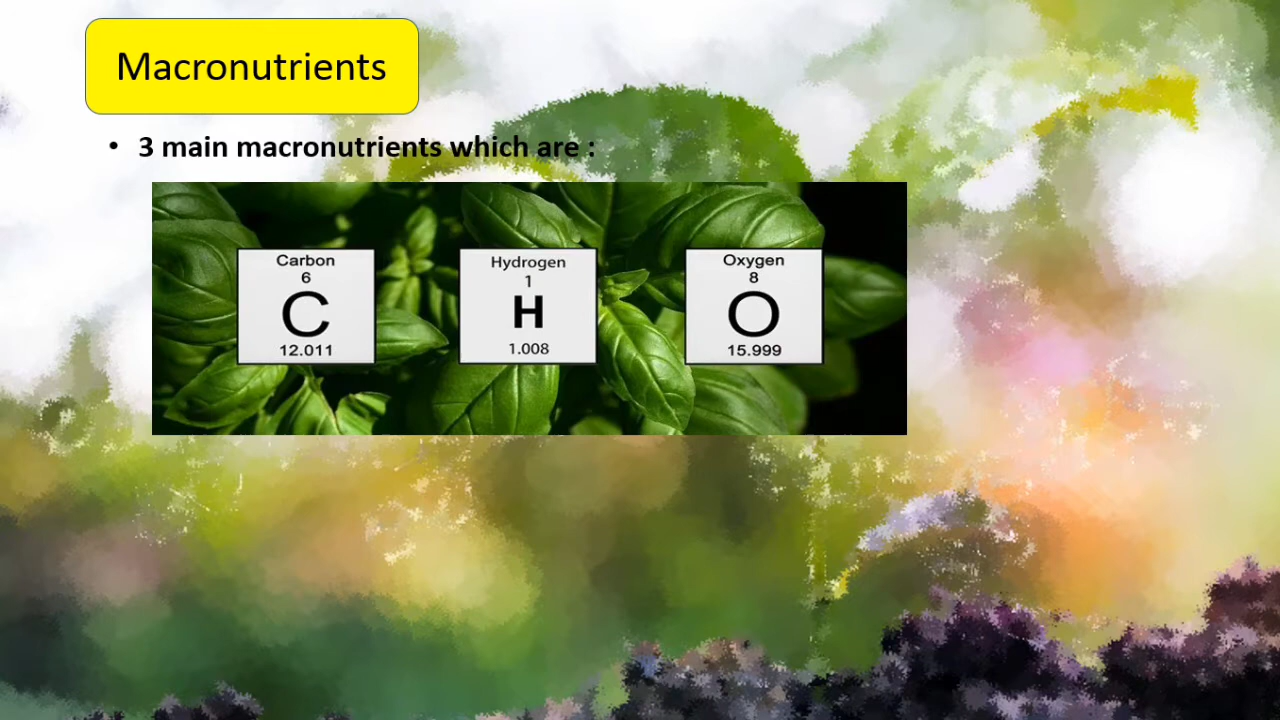 Macronutrients
• 3 main macronutrients which are :
Carbon
6
C
12.011
Hydrogen
1
H
1.008
Oxygen
8
O
15.999